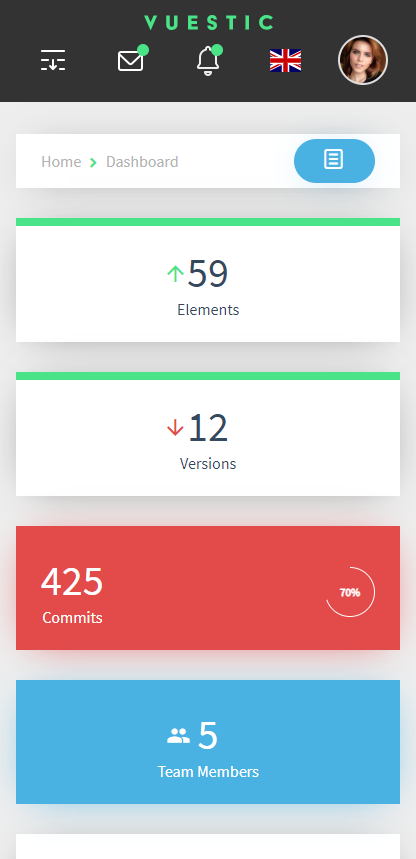 VUESTIC
Home Dashboard
59
Elements
12
Versions
425
Commits
70%
5
Team Members